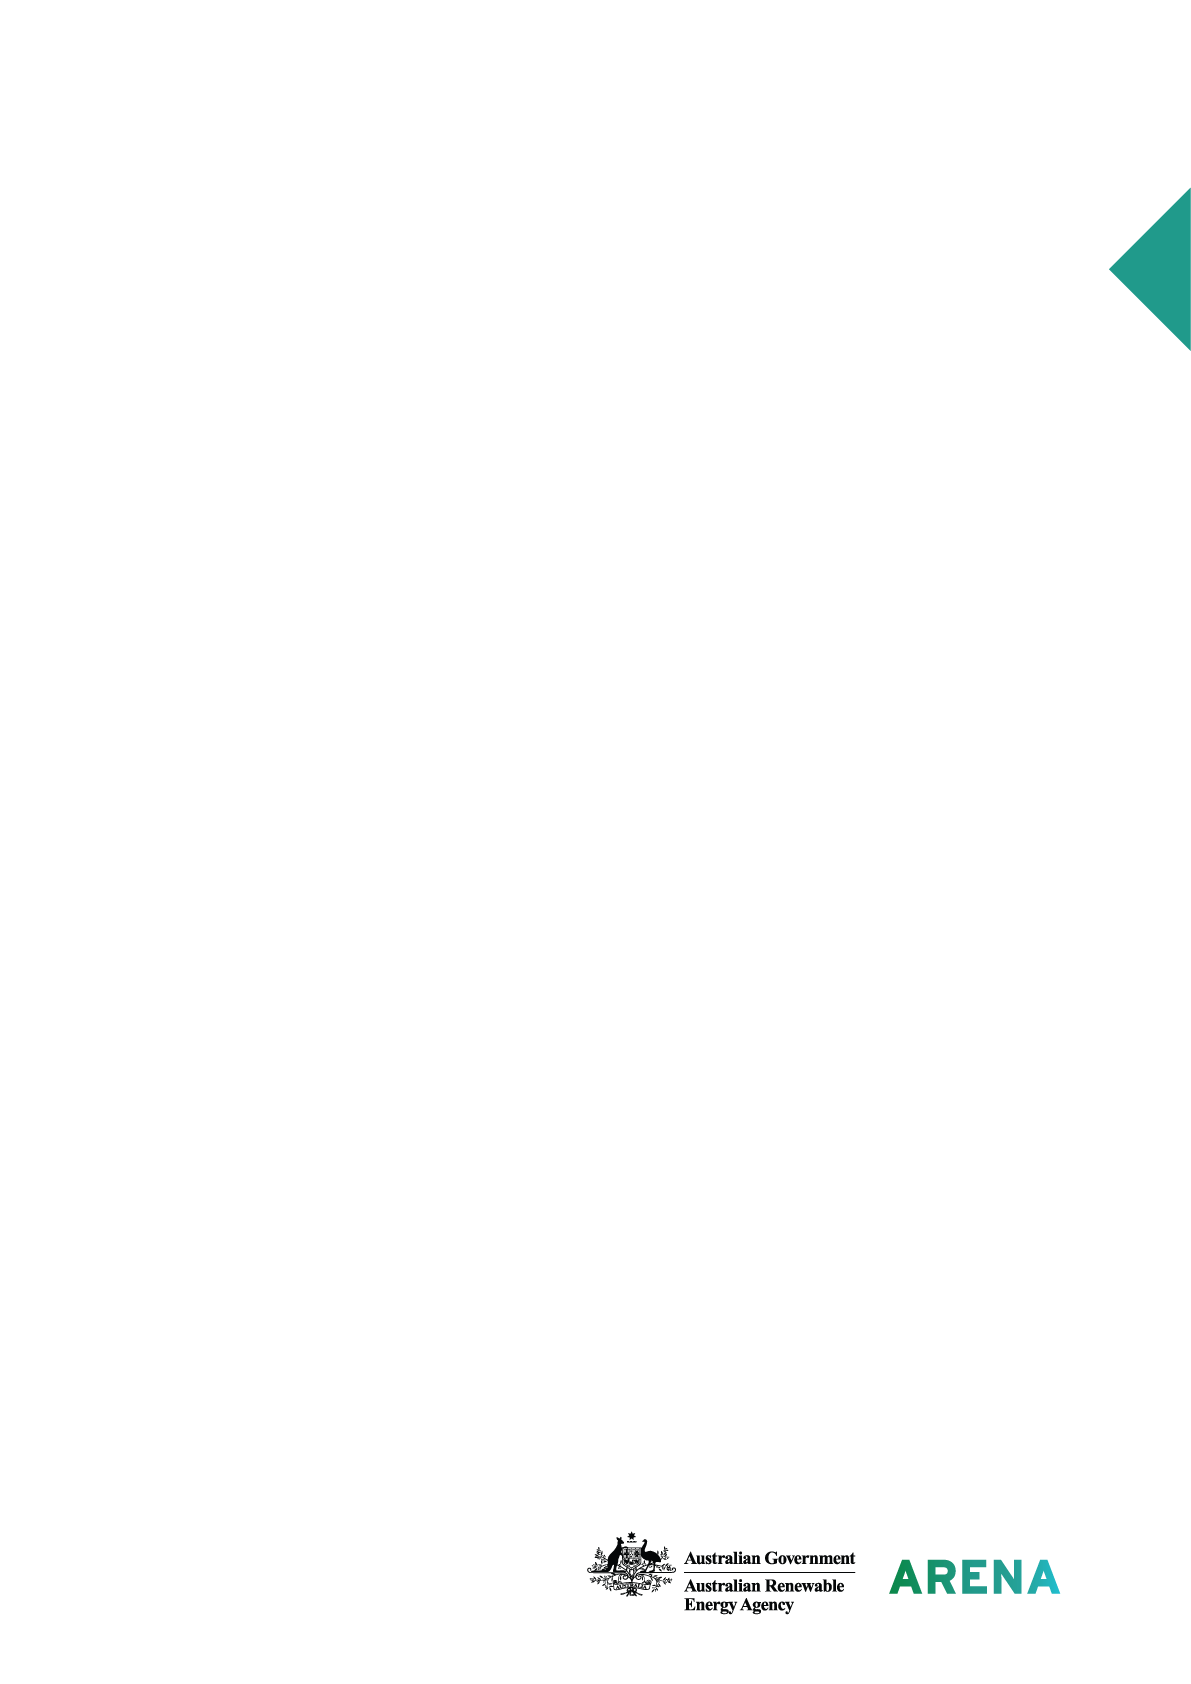 Australian Government
Australian Renewable
Energy Agency
ARENA